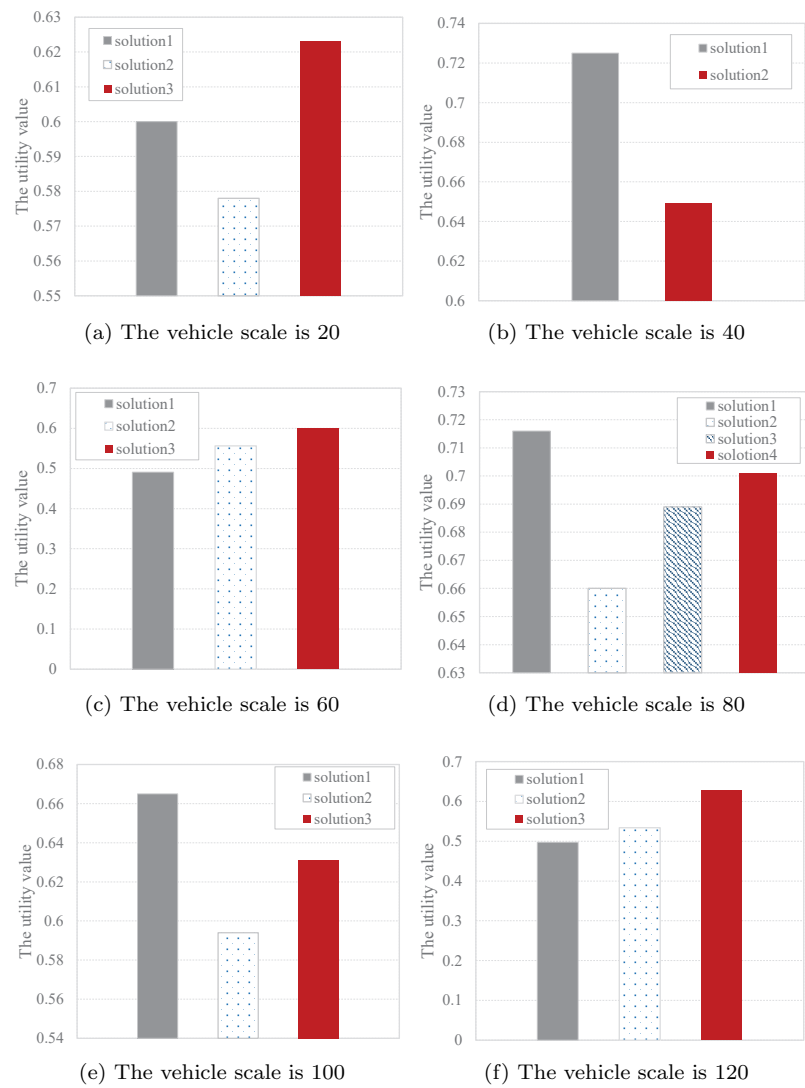 The utility value
0.63
0.62
0.61
0.6
0.59
0.58
0.57
0.56
0.55
solution1
solution2
solution3
(a) The vehicle scale is 20
The utility value
0.74
0.72
0.7
0.68
0.66
0.64
0.62
0.6
solution1
solution2
(b) The vehicle scale is 40
The utility value
0.7
0.6
0.5
0.4
0.3
0.2
0.1
0
solution1
solution2
solution3
(c) The vehicle scale is 60
The utility value
0.73
0.72
0.71
0.7
0.69
0.68
0.67
0.66
0.65
0.64
0.63
solution1
solution2
solution3
solotion4
(d) The vehicle scale is 80
The utility value
0.68
0.66
0.64
0.62
0.6
0.58
0.56
0.54
solution1
solution2
solution3
(e) The vehicle scale is 100
The utility value
0.7
0.6
0.5
0.4
0.3
0.2
0.1
0
solution1
solution2
solution3
(f) The vehicle scale is 120